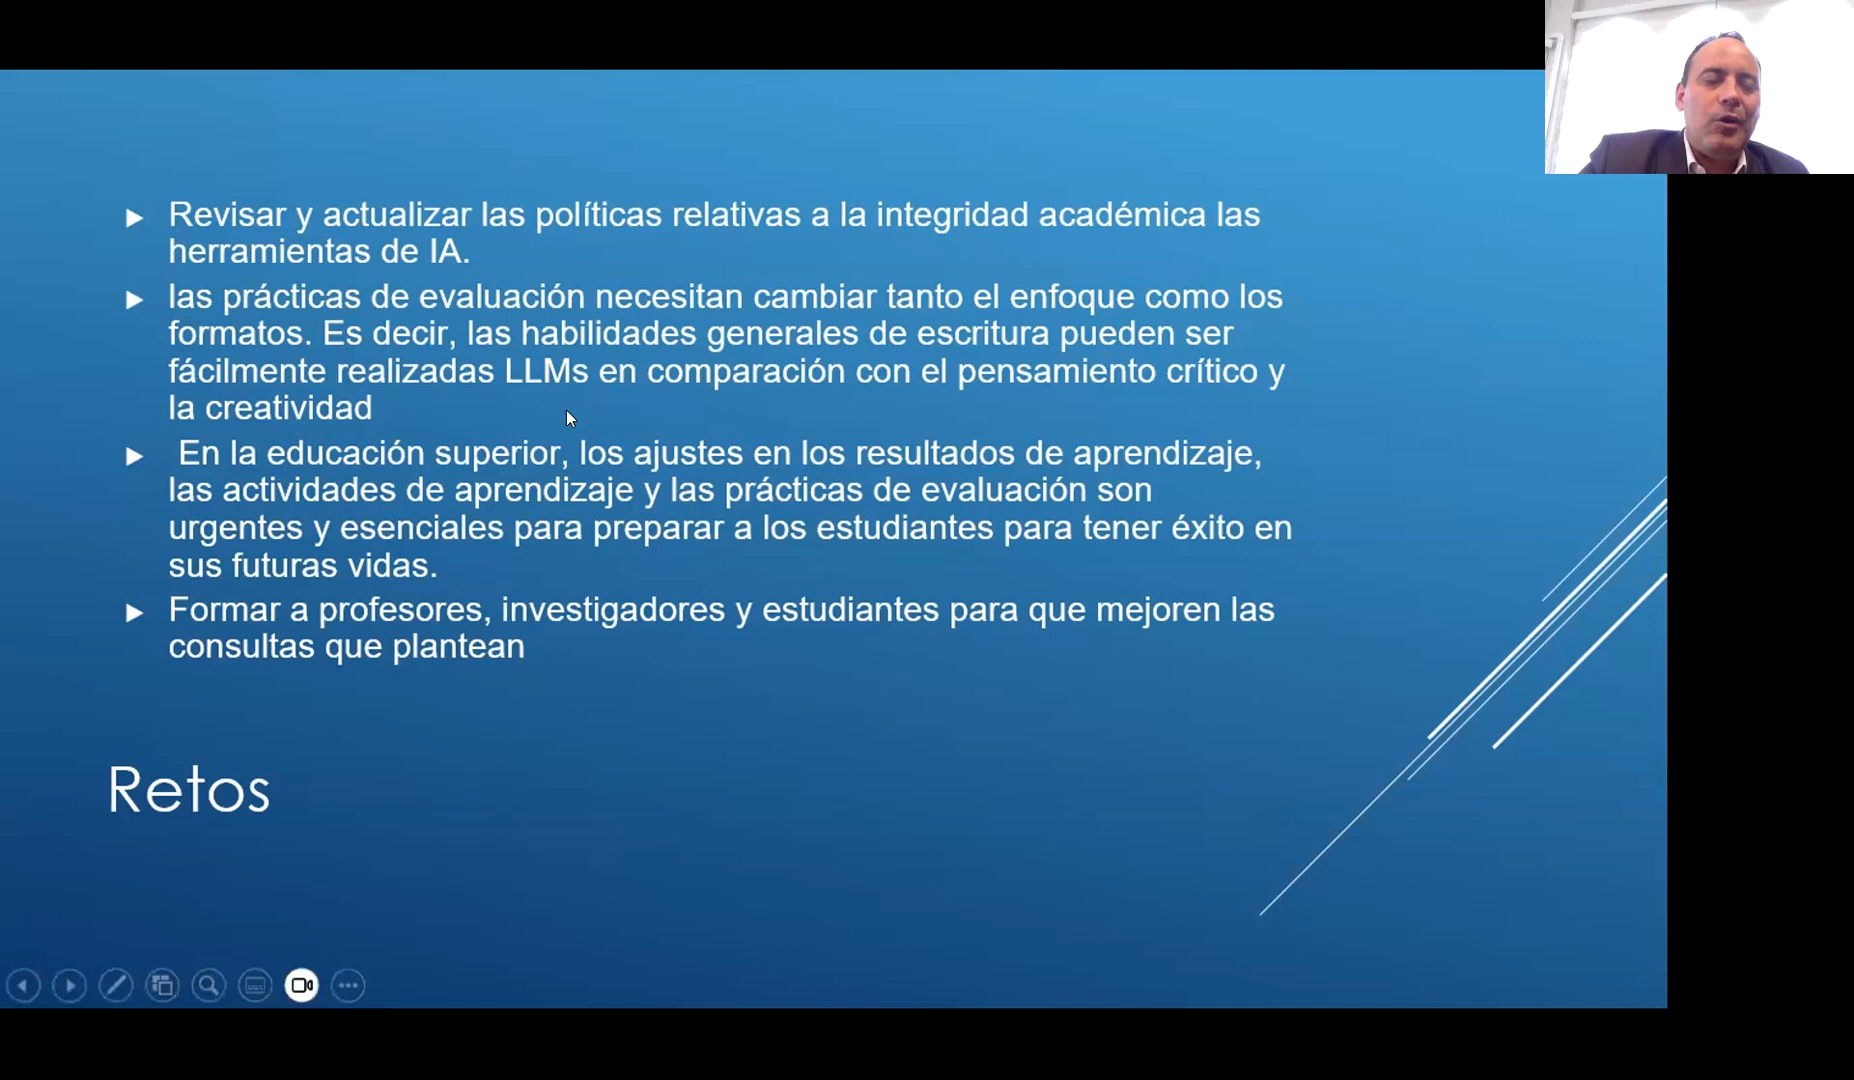 Revisar y actualizar las políticas relativas a la integridad académica las
herramientas de IA.
las prácticas de evaluación necesitan cambiar tanto el enfoque como los
formatos. Es decir, las habilidades generales de escritura pueden ser
fácilmente realizadas LLMs en comparación con el pensamiento crítico y
la creatividad
En la educación superior, los ajustes en los resultados de aprendizaje,
las actividades de aprendizaje y las prácticas de evaluación son
urgentes y esenciales para preparar a los estudiantes para tener éxito en
sus futuras vidas.
Formar a profesores, investigadores y estudiantes para que mejoren las
consultas que plantean
Retos